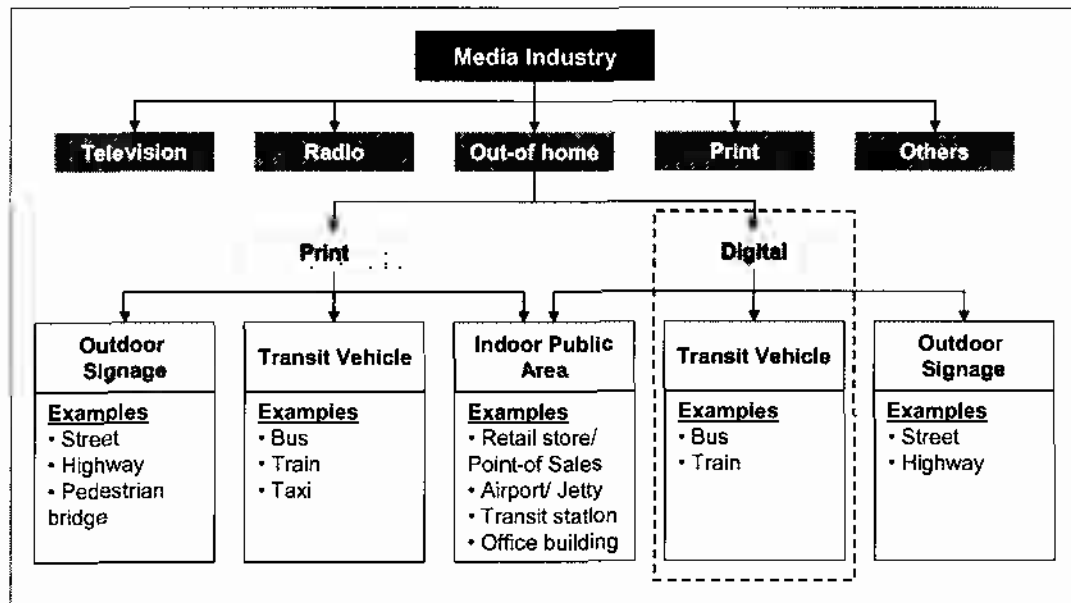 Media Industry
Television
Radio
Out-of home
Print
Others
Print
Digital
Outdoor
Signage
Examples
• Street
• Highway
• Pedestrian
bridge
Transit Vehicle
Examples
• Bus
• Train
• Taxi
Indoor Public
Area
Examples
• Retail store/
Point-of Sales
• Airport/ Jetty
• Transit station
• Office building
Transit Vehicle
Examples
• Bus
• Train
Outdoor
Signage
Examples
• Street
• Highway